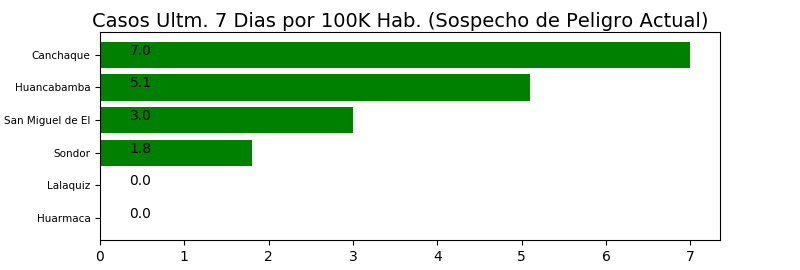 Casos Ultm. 7 Dias por 100K Hab. (Sospecho de Peligro Actual)
Canchaque 7.0
Huancabamba 5.1
San Miguel de El 3.0
Sondor 1.8
Lalaquiz 0.0
Huarmaca 0.0
0 1 2 3 4 5 6 7